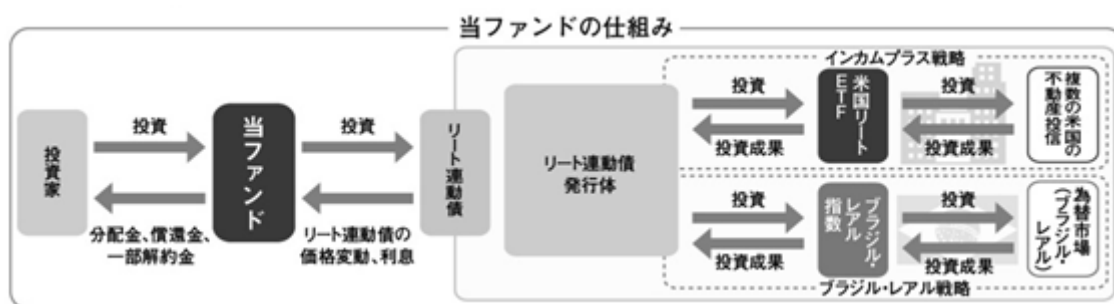 当ファンドの仕組み
インカムプラス戦略
投資家
投資
分配金、償還金、
一部解約金
当ファンド
投資
リート連動債の
価格変動、利息
リート連動債
リート連動債
発行体
投資
投資成果
米国リート
ETF
投資
投資成果
複数の米国の
不動産投信
投資
投資成果
ブラジル・
レアル
指数
投資
投資成果
為替市場
(ブラジル・
レアル)
ブラジル・レアル戦略